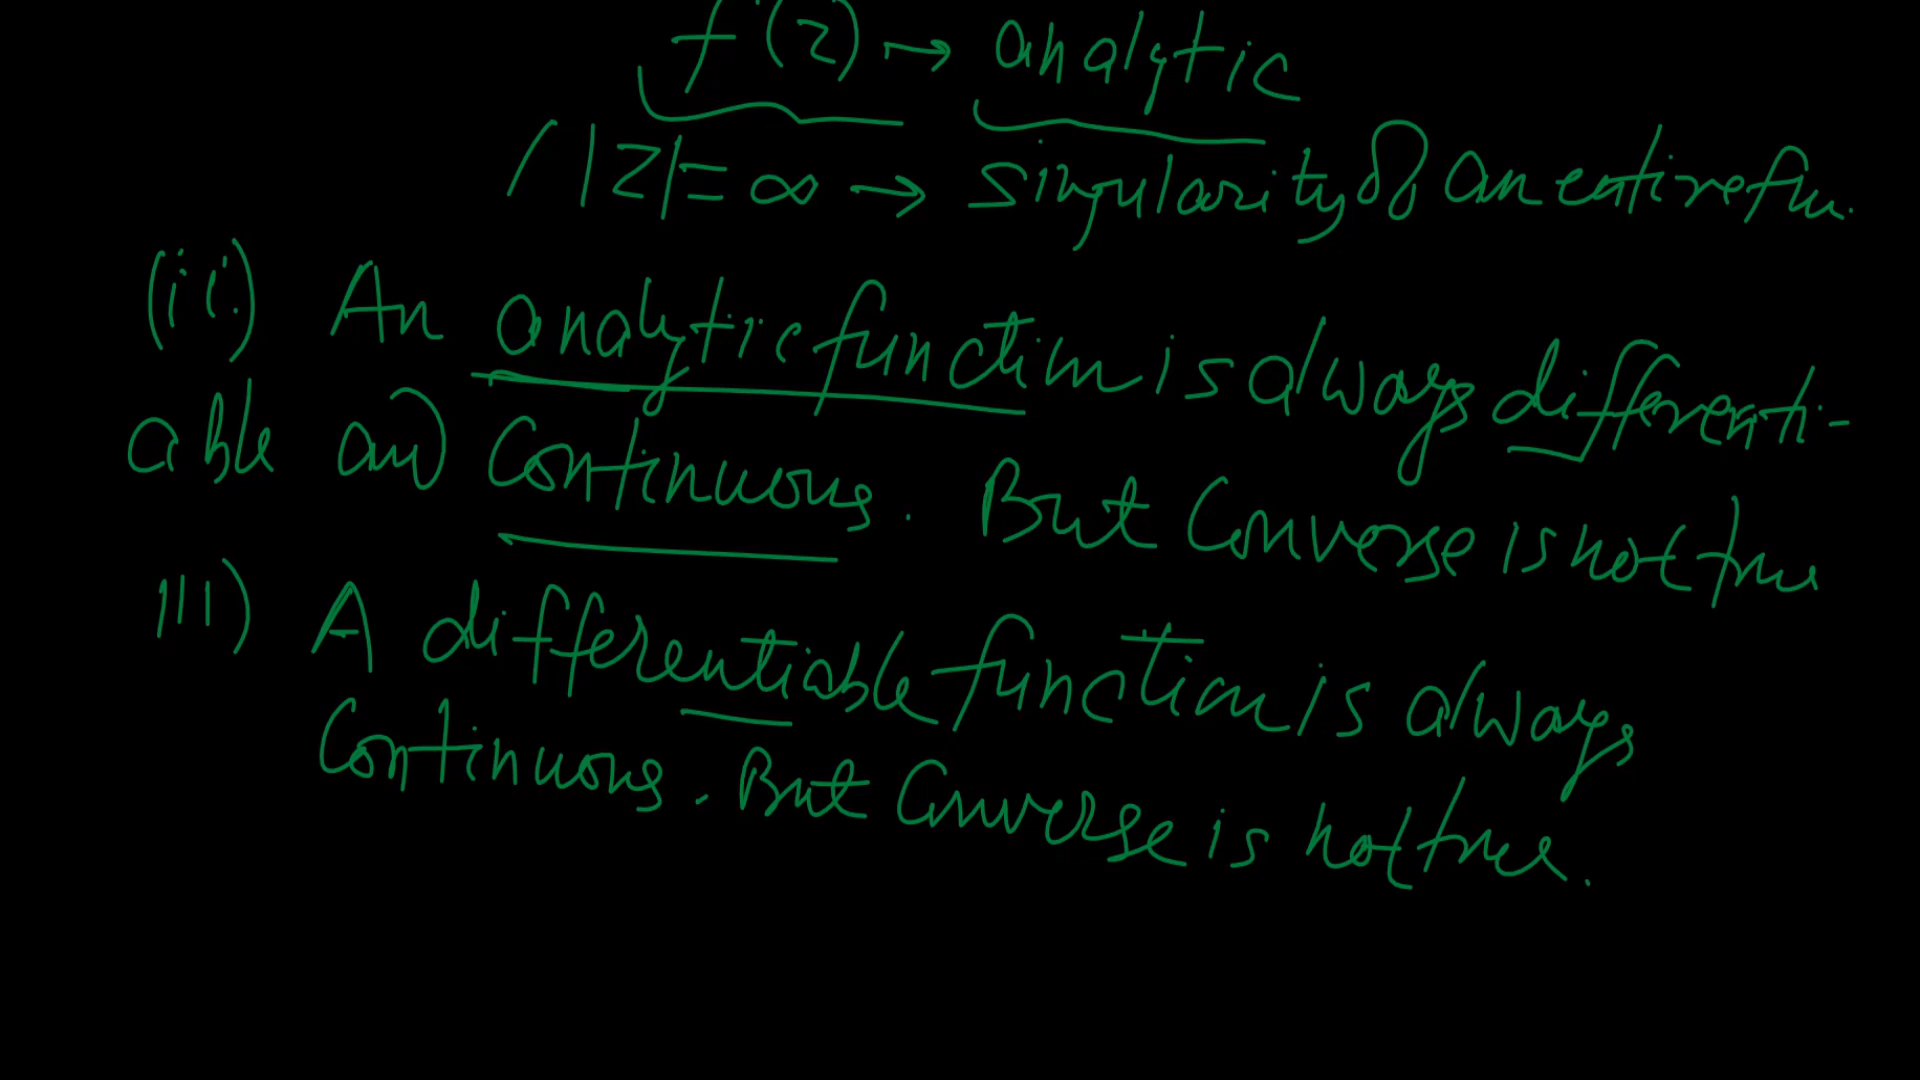 f'(z) → analytic
/ |z| = ∞ → singularity of an entire fun.
(ii) An analytic function is always differenti-
able and Continuous. But Converse is not true
III) A differentiable function is always
Continuous. But Converse is not true.